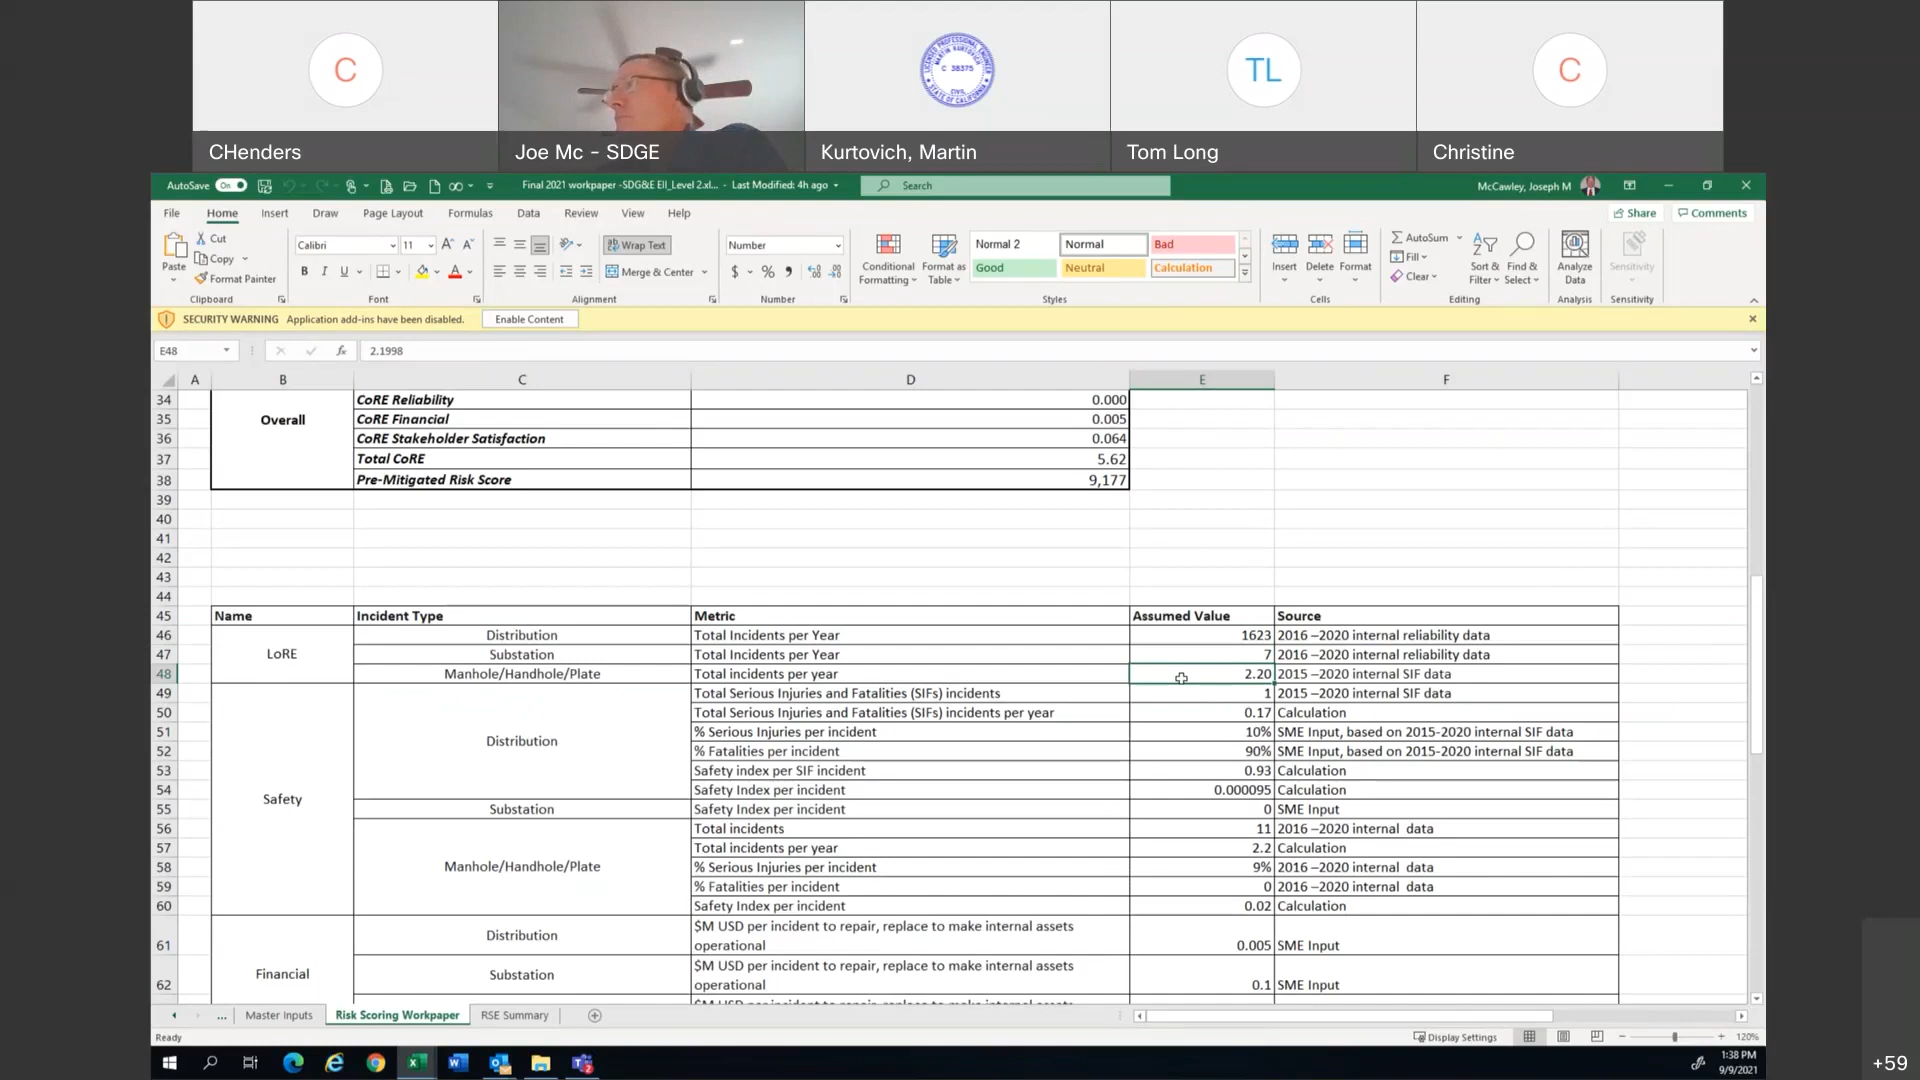 C
TL
C
LICENSED PROFESSIONAL ENGINEER
MARTIN KURTOVICH
C 38375
CIVIL
STATE OF CALIFORNIA
CHenders
Joe Mc - SDGE
Kurtovich, Martin
Tom Long
Christine
AutoSave On
Final 2021 workpaper -SDG&E EII_Level 2.xl... - Last Modified: 4h ago
Search
McCawley, Joseph M
File Home Insert Draw Page Layout Formulas Data Review View Help
Share Comments
Paste
Cut
Copy
Format Painter
Clipboard
Calibri 11
B I U
Font
Wrap Text
Merge & Center
Alignment
Number
$ % ,
Number
Conditional Formatting
Format as Table
Normal 2 Normal Bad
Good Neutral Calculation
Styles
Insert Delete Format
Cells
AutoSum
Fill
Clear
Sort & Filter
Find & Select
Editing
Analyze Data
Analysis
Sensitivity
Sensitivity
SECURITY WARNING Application add-ins have been disabled. Enable Content
E48 fx 2.1998
A B C D E F
34 CoRE Reliability 0.000
35 Overall CoRE Financial 0.005
36 CoRE Stakeholder Satisfaction 0.064
37 Total CoRE 5.62
38 Pre-Mitigated Risk Score 9,177
39
40
41
42
43
44
45 Name Incident Type Metric Assumed Value Source
46 Distribution Total Incidents per Year 1623 2016 –2020 internal reliability data
47 LoRE Substation Total Incidents per Year 7 2016 –2020 internal reliability data
48 Manhole/Handhole/Plate Total incidents per year 2.20 2015 –2020 internal SIF data
49 Total Serious Injuries and Fatalities (SIFs) incidents 1 2015 –2020 internal SIF data
50 Total Serious Injuries and Fatalities (SIFs) incidents per year 0.17 Calculation
51 Distribution % Serious Injuries per incident 10% SME Input, based on 2015-2020 internal SIF data
52 % Fatalities per incident 90% SME Input, based on 2015-2020 internal SIF data
53 Safety index per SIF incident 0.93 Calculation
54 Safety Safety Index per incident 0.000095 Calculation
55 Substation Safety Index per incident 0 SME Input
56 Total incidents 11 2016 –2020 internal data
57 Total incidents per year 2.2 Calculation
58 Manhole/Handhole/Plate % Serious Injuries per incident 9% 2016 –2020 internal data
59 % Fatalities per incident 0 2016 –2020 internal data
60 Safety Index per incident 0.02 Calculation
61 Distribution $M USD per incident to repair, replace to make internal assets operational 0.005 SME Input
62 Financial Substation $M USD per incident to repair, replace to make internal assets operational 0.1 SME Input
... Master Inputs Risk Scoring Workpaper RSE Summary
Ready
Display Settings 120%
1:38 PM
9/9/2021
+59